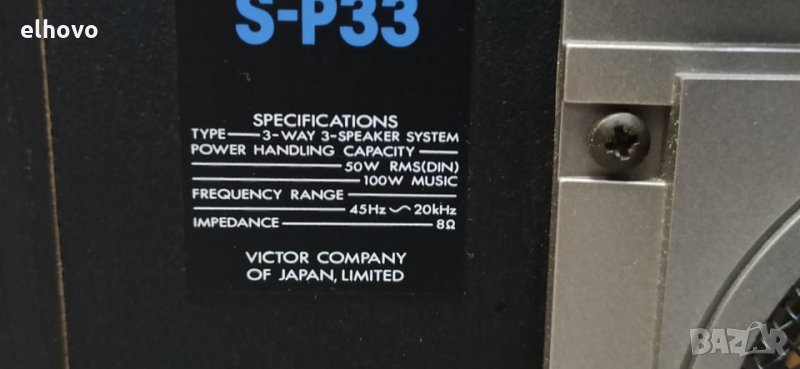 elhovo
S-P33
SPECIFICATIONS
TYPE 3-WAY 3-SPEAKER SYSTEM
POWER HANDLING CAPACITY
50W RMS(DIN)
100W MUSIC
FREQUENCY RANGE
45Hz ~ 20kHz
IMPEDANCE 8Ω
VICTOR COMPANY
OF JAPAN, LIMITED
BAZAR